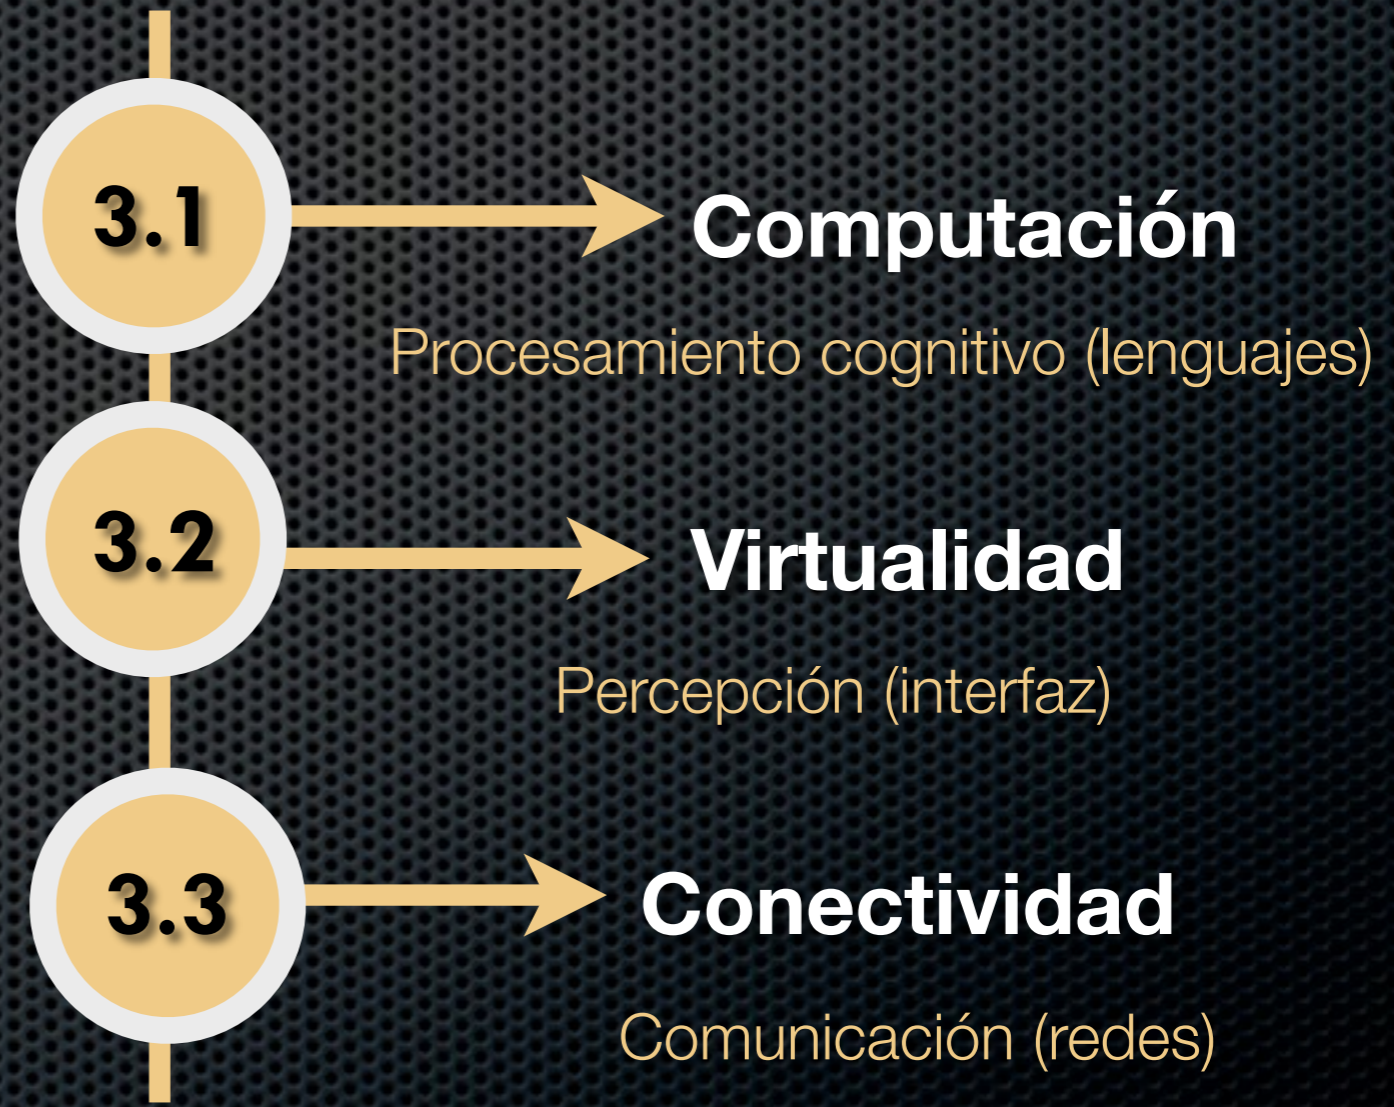 3.1
Computación
Procesamiento cognitivo (lenguajes)
3.2
Virtualidad
Percepción (interfaz)
3.3
Conectividad
Comunicación (redes)